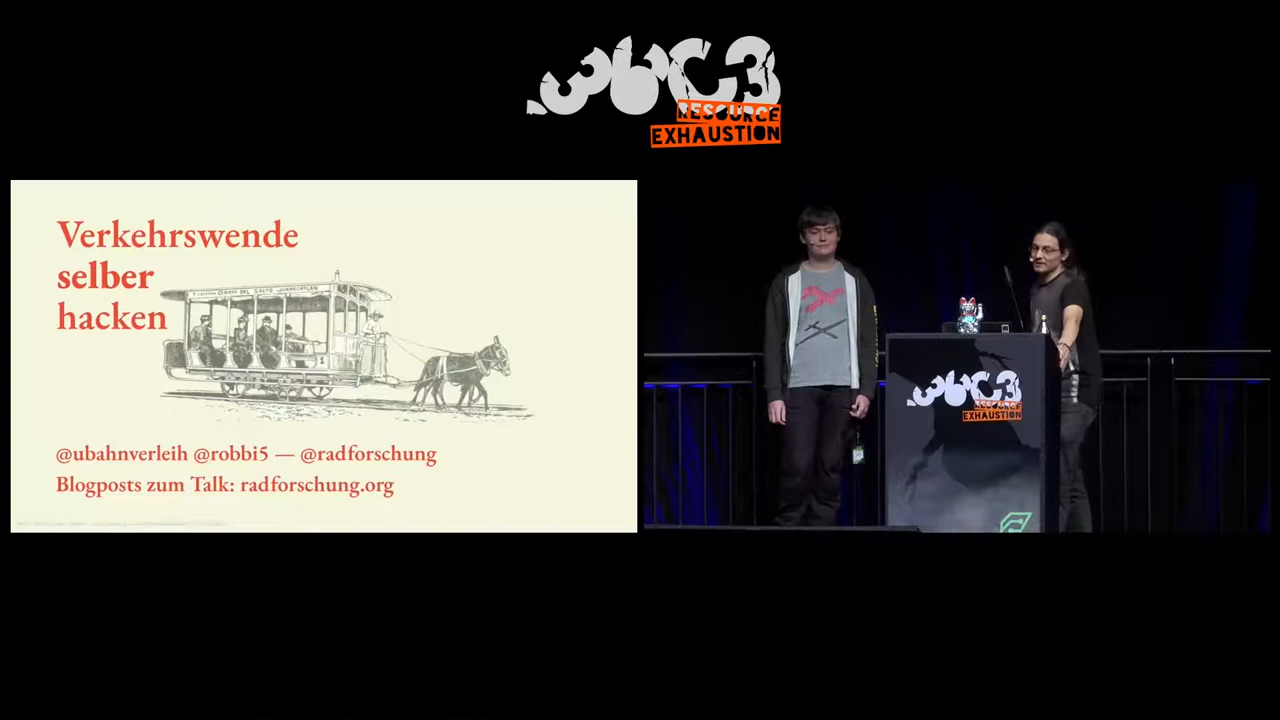 36C3
RESOURCE
EXHAUSTION
Verkehrswende
selber
hacken
@ubahnverleih @robbi5 — @radforschung
Blogposts zum Talk: radforschung.org
36C3
RESOURCE
EXHAUSTION